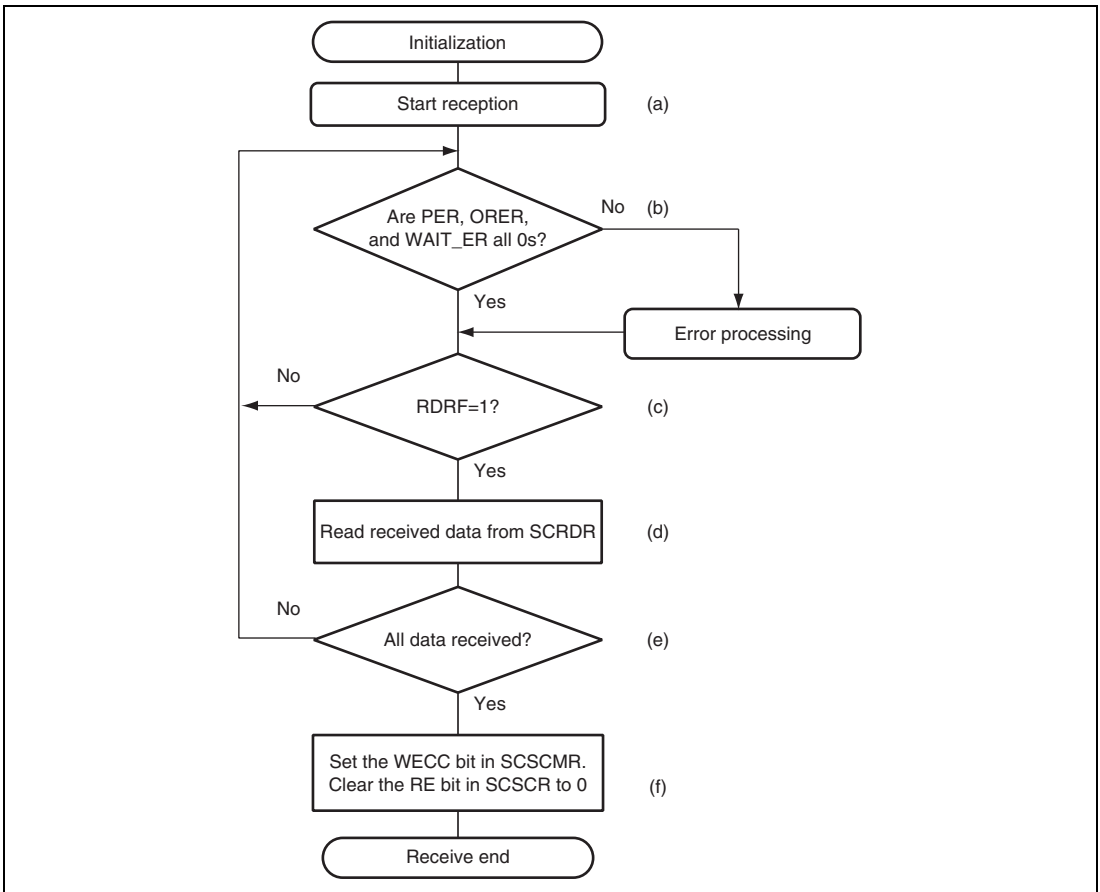 Initialization
Start reception
(a)
Are PER, ORER,
and WAIT_ER all 0s?
No
(b)
Yes
Error processing
No
RDRF=1?
(c)
Yes
Read received data from SCRDR
(d)
No
All data received?
(e)
Yes
Set the WECC bit in SCSCMR.
Clear the RE bit in SCSCR to 0
(f)
Receive end